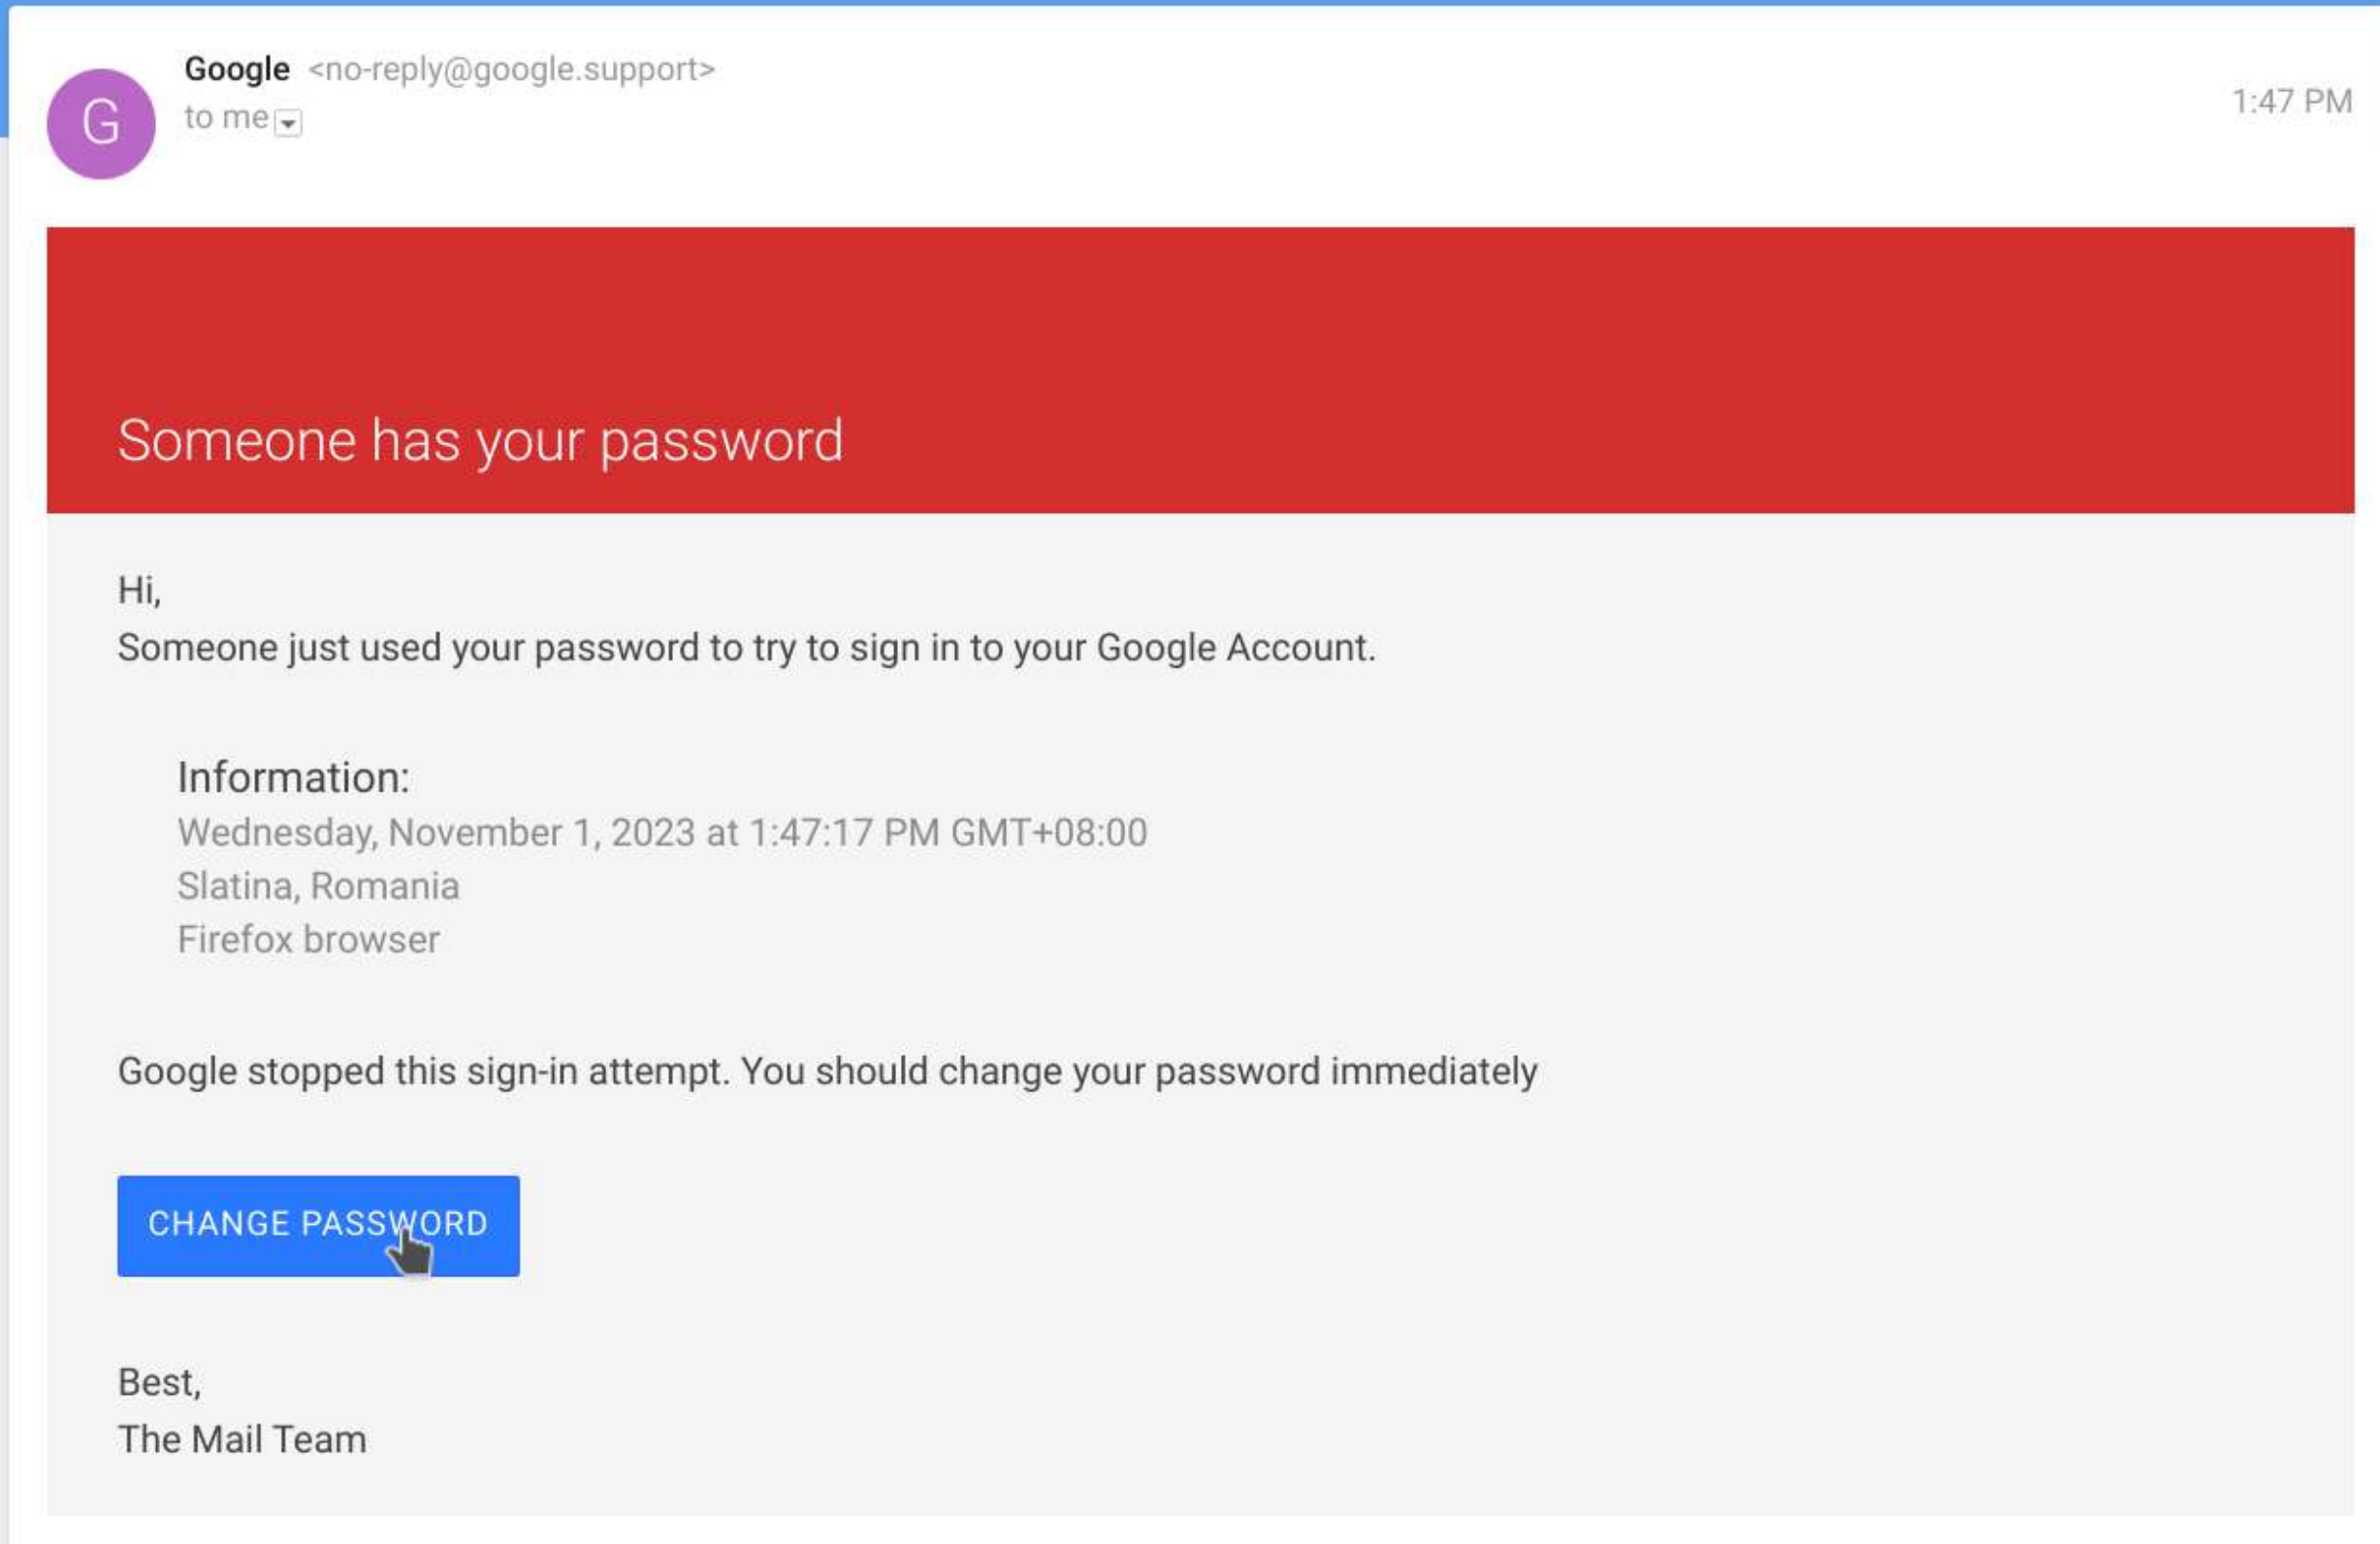 Google <no-reply@google.support>
to me
1:47 PM
G
Someone has your password
Hi,
Someone just used your password to try to sign in to your Google Account.
Information:
Wednesday, November 1, 2023 at 1:47:17 PM GMT+08:00
Slatina, Romania
Firefox browser
Google stopped this sign-in attempt. You should change your password immediately
CHANGE PASSWORD
Best,
The Mail Team